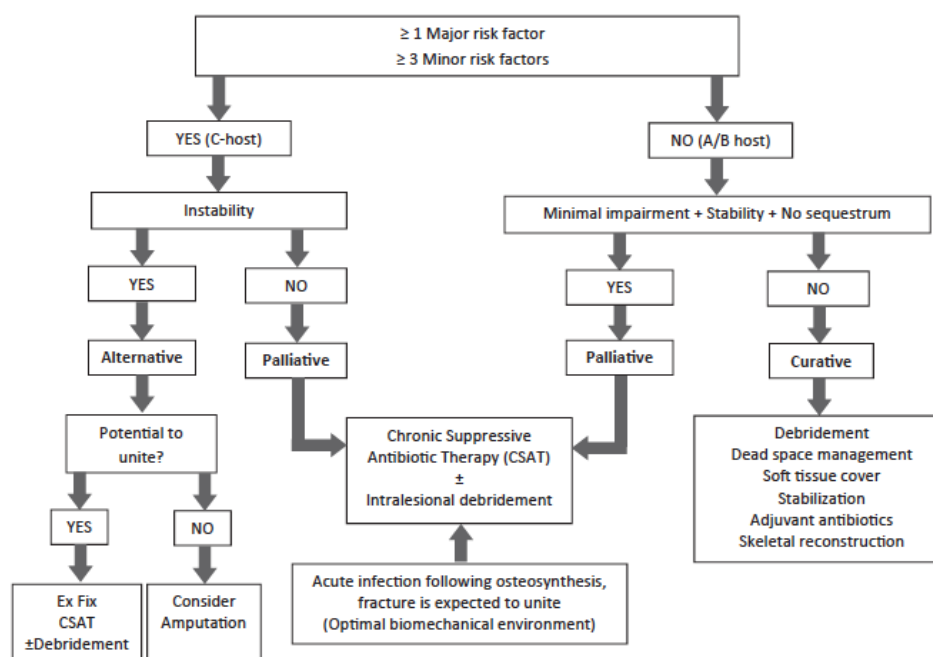 ≥ 1 Major risk factor
≥ 3 Minor risk factors
YES (C-host)
NO (A/B host)
Instability
Minimal impairment + Stability + No sequestrum
YES
NO
YES
NO
Alternative
Palliative
Palliative
Curative
Potential to
unite?
Chronic Suppressive
Antibiotic Therapy (CSAT)
±
Intralesional debridement
Debridement
Dead space management
Soft tissue cover
Stabilization
Adjuvant antibiotics
Skeletal reconstruction
YES
NO
Ex Fix
CSAT
±Debridement
Consider
Amputation
Acute infection following osteosynthesis,
fracture is expected to unite
(Optimal biomechanical environment)